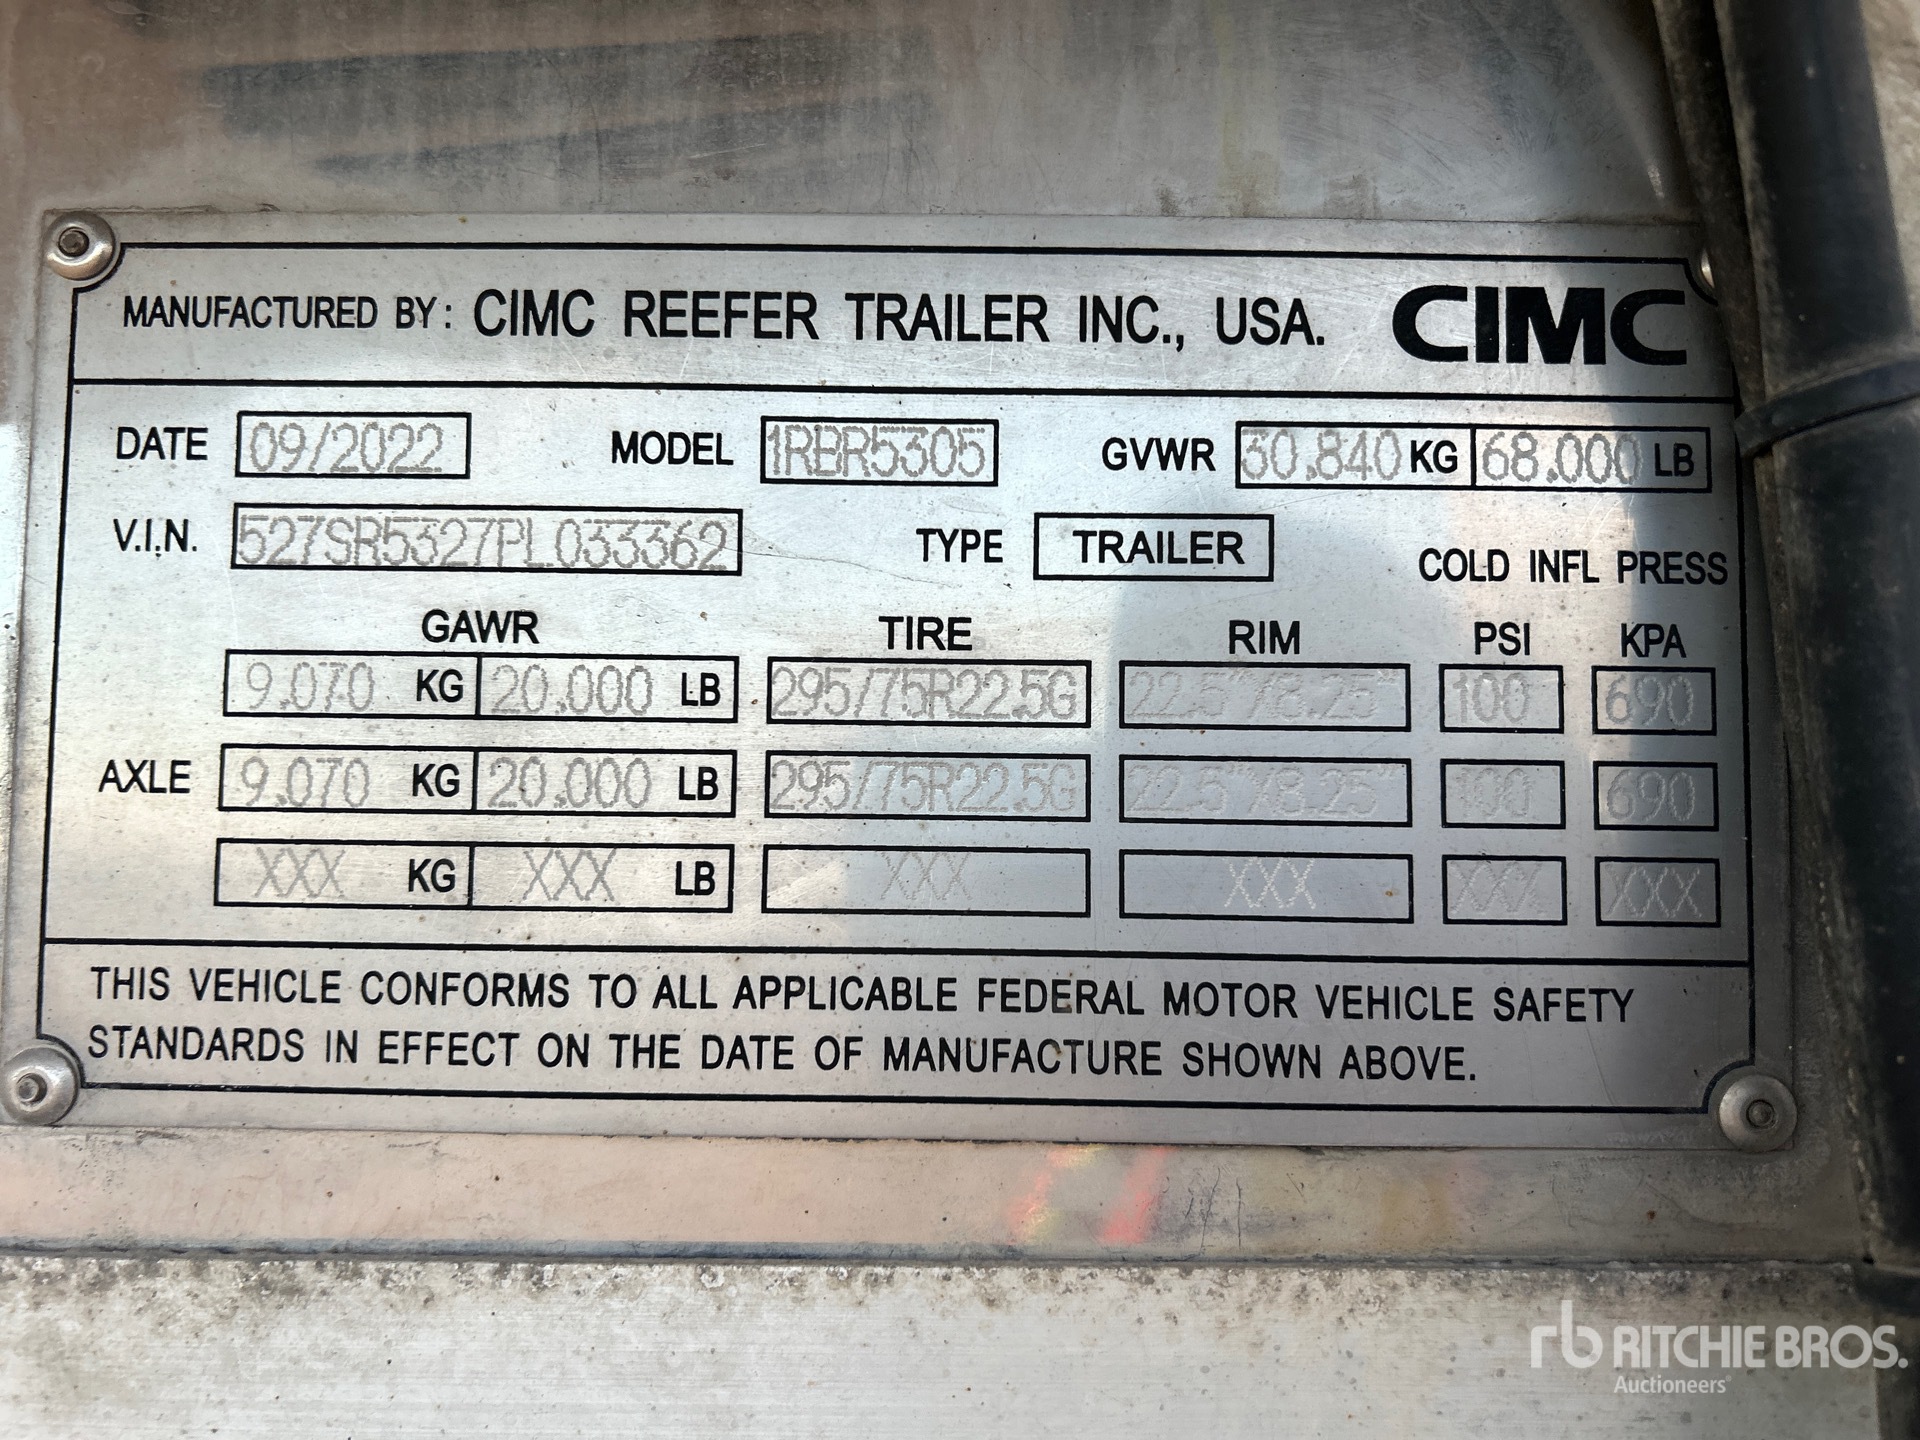 MANUFACTURED BY: CIMC REEFER TRAILER INC., USA. CIMC
DATE 09/2022 MODEL 1RBR5305 GVWR 30,840 KG 68,000 LB
V.I.N. 527SR5327PL033362 TYPE TRAILER COLD INFL PRESS
GAWR TIRE RIM PSI KPA
9,070 KG 20,000 LB 295/75R22.5G 22.5"/8.25" 100 690
AXLE 9,070 KG 20,000 LB 295/75R22.5G 22.5"/8.25" 100 690
XXX KG XXX LB XXX XXX XXX XXX
THIS VEHICLE CONFORMS TO ALL APPLICABLE FEDERAL MOTOR VEHICLE SAFETY
STANDARDS IN EFFECT ON THE DATE OF MANUFACTURE SHOWN ABOVE.
rb RITCHIE BROS.
Auctioneers